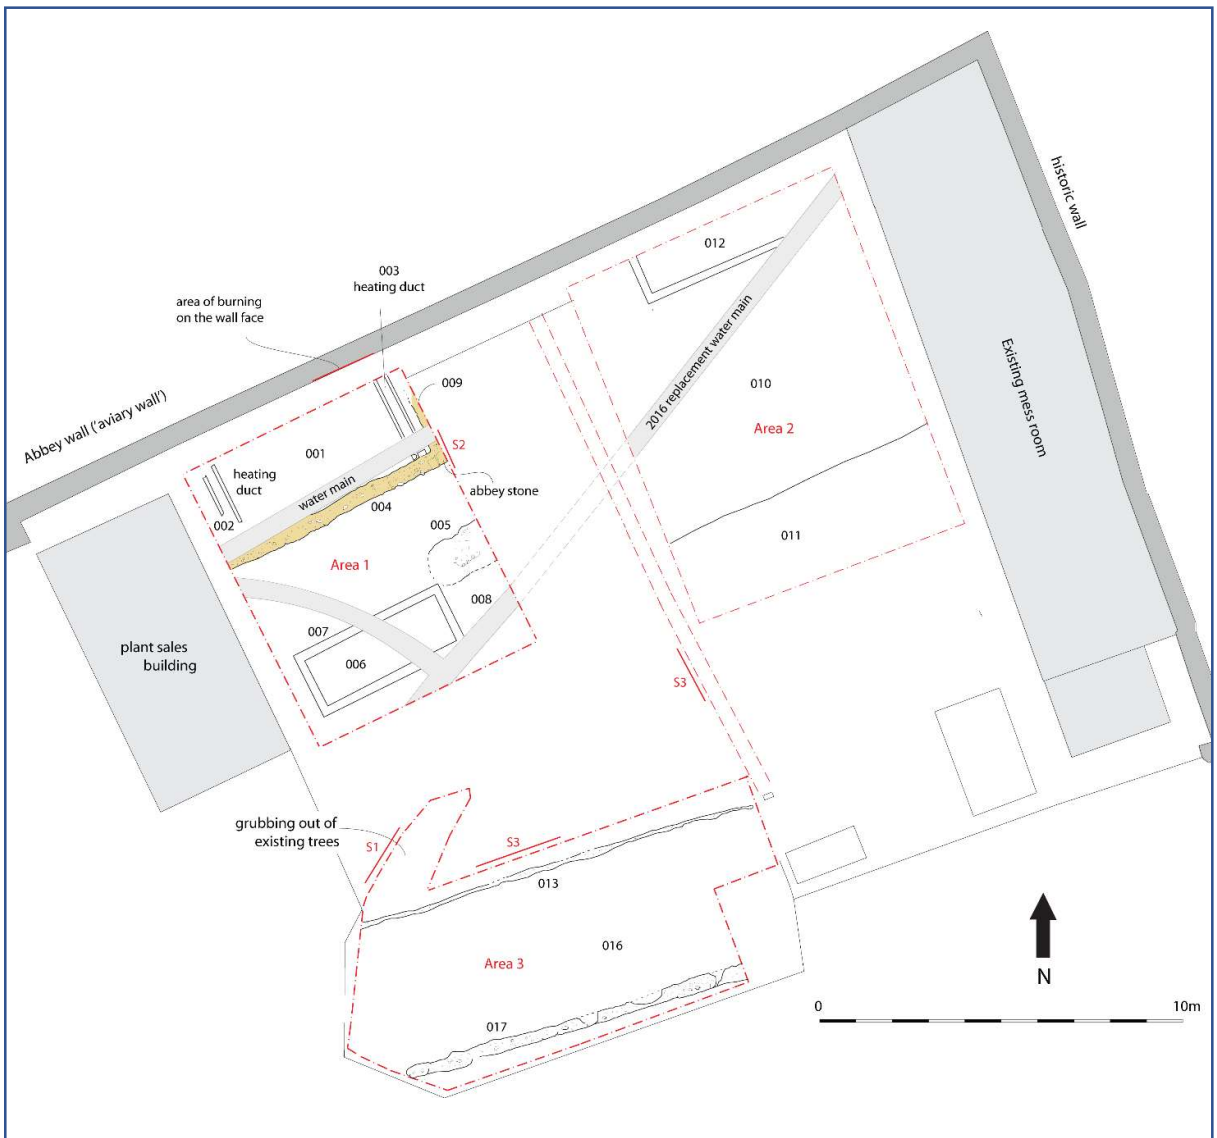 historic wall
012
003
heating duct
area of burning
on the wall face
2016 replacement water main
Existing mess room
009
010
Abbey wall ('aviary wall')
Area 2
S2
001
heating
duct
water main
abbey stone
004
002
005
011
Area 1
008
007
plant sales
building
006
S3
grubbing out of
existing trees
S1
S3
013
016
Area 3
N
0
10m
017